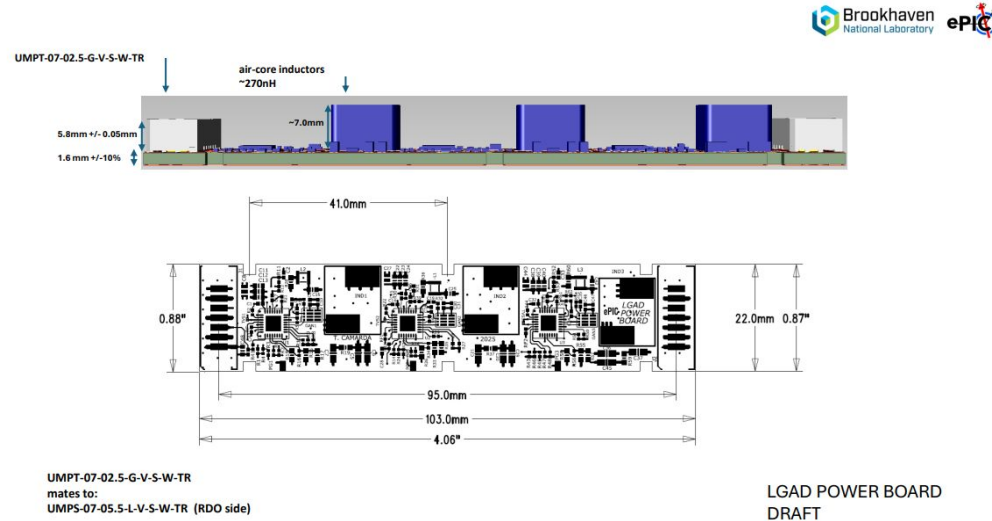 Brookhaven
National Laboratory
ePIC
UMPT-07-02.5-G-V-S-W-TR
air-core inductors
~270nH
~7.0mm
5.8mm +/- 0.05mm
1.6 mm +/-10%
41.0mm
0.88"
IND1
IND2
IND3
ePIC
LGAD
POWER
BOARD
T. CAMARDA
2025
22.0mm
0.87"
95.0mm
103.0mm
4.06"
UMPT-07-02.5-G-V-S-W-TR
mates to:
UMPS-07-05.5-L-V-S-W-TR (RDO side)
LGAD POWER BOARD
DRAFT